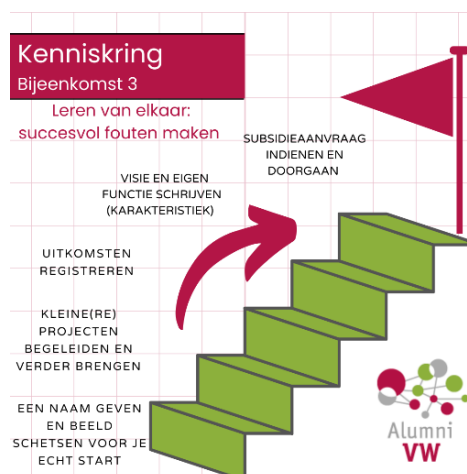 Kenniskring
Bijeenkomst 3
Leren van elkaar:
succesvol fouten maken
SUBSIDIEAANVRAAG
INDIENEN EN
DOORGAAN
VISIE EN EIGEN
FUNCTIE SCHRIJVEN
(KARAKTERISTIEK)
UITKOMSTEN
REGISTREREN
KLEINE(RE)
PROJECTEN
BEGELEIDEN EN
VERDER BRENGEN
EEN NAAM GEVEN
EN BEELD
SCHETSEN VOOR JE
ECHT START
Alumni
VW